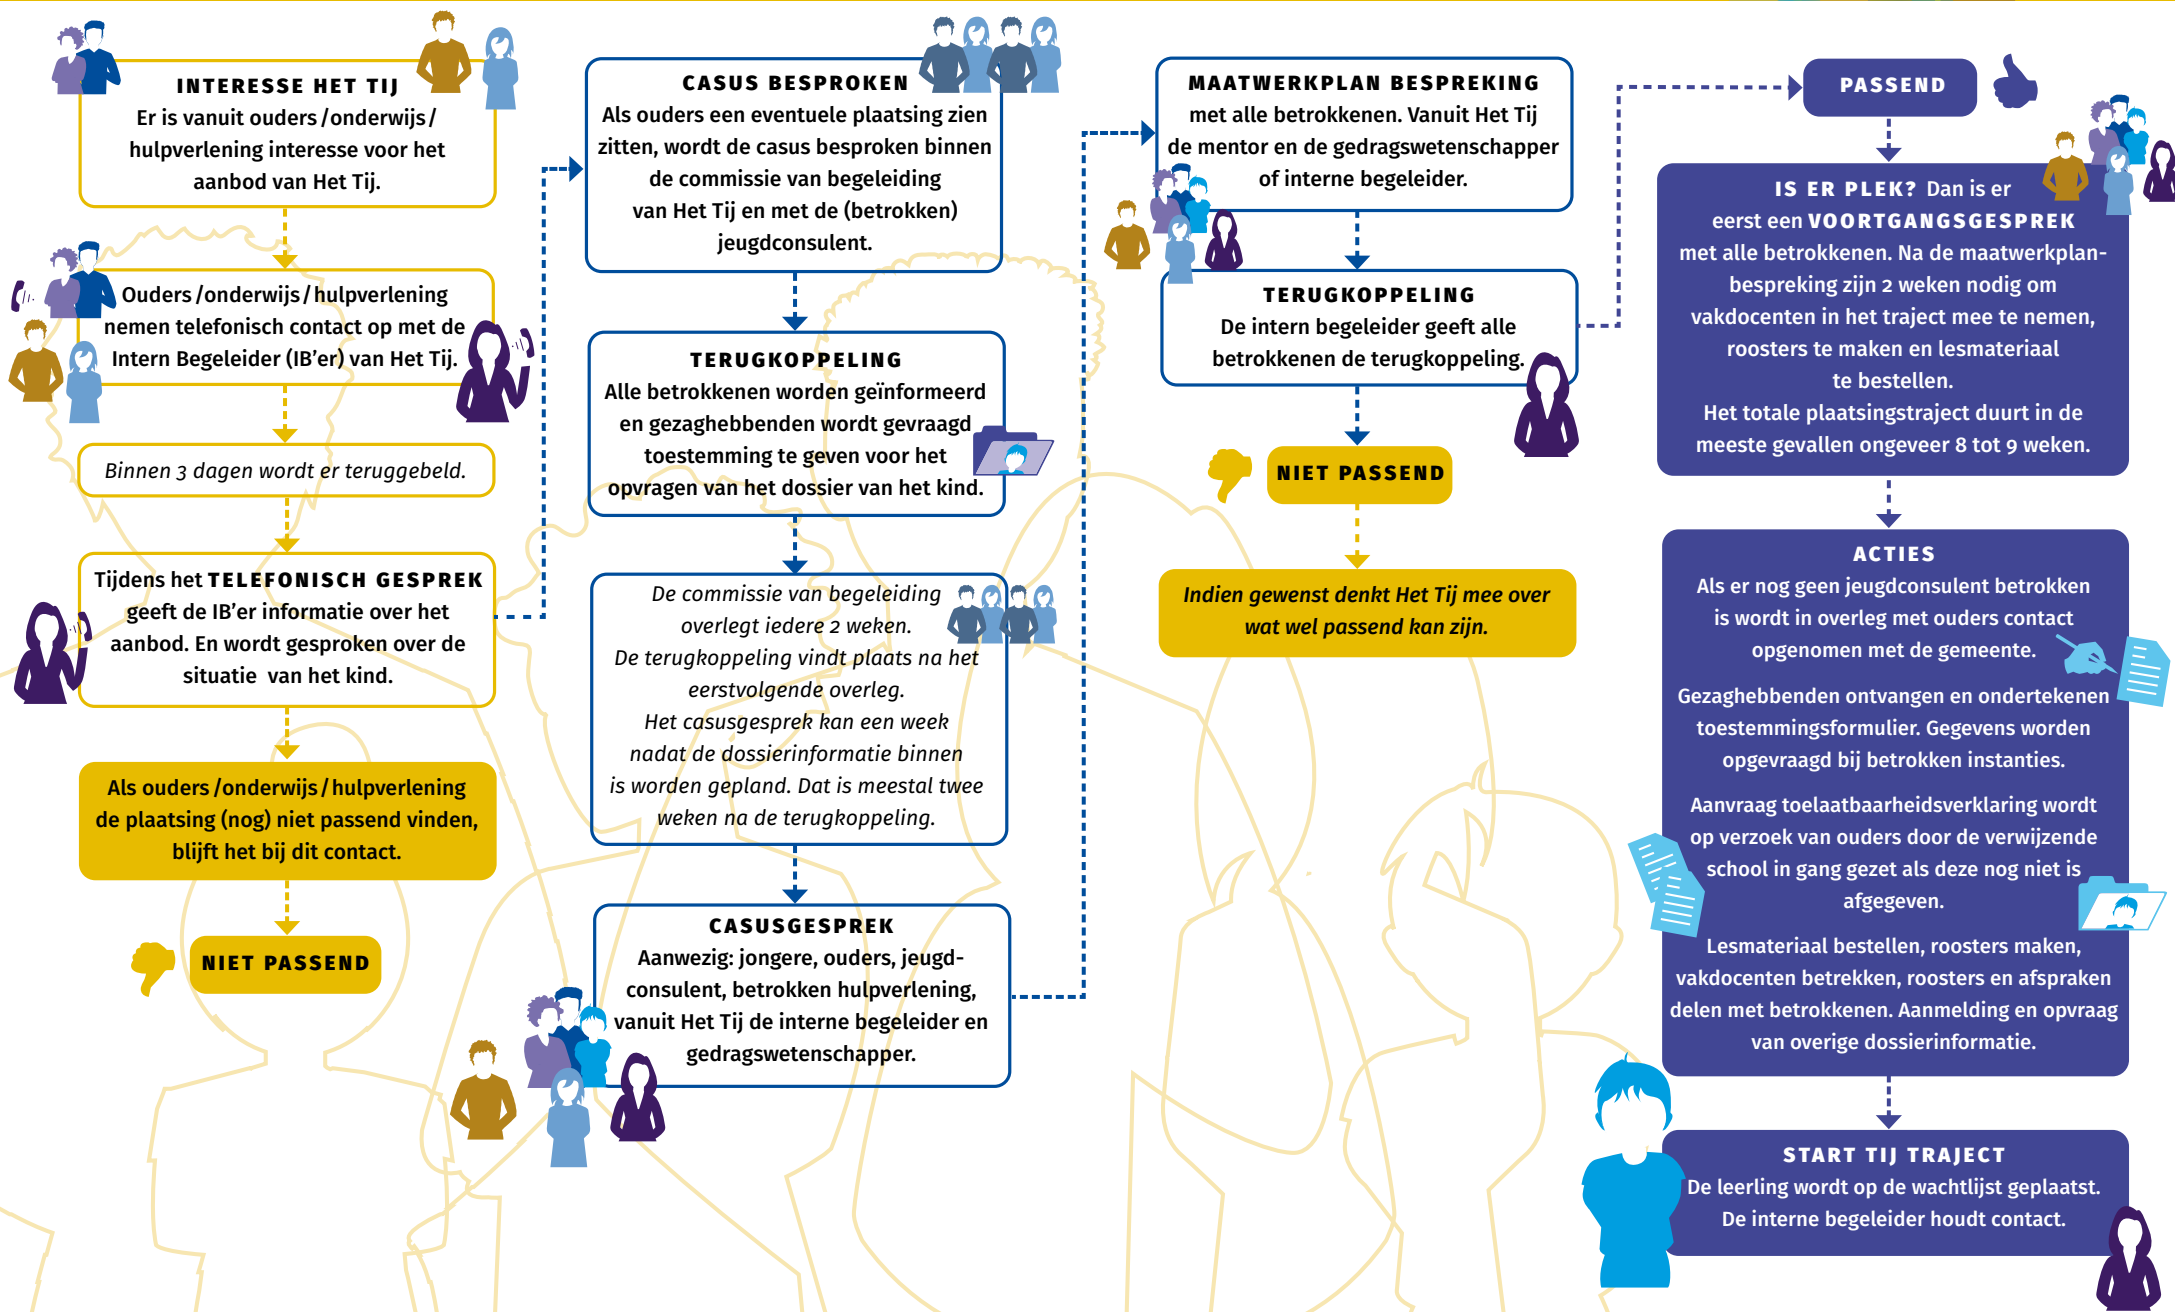 INTERESSE HET TIJ
Er is vanuit ouders/onderwijs/
hulpverlening interesse voor het
aanbod van Het Tij.
Ouders/onderwijs/hulpverlening
nemen telefonisch contact op met de
Intern Begeleider (IB’er) van Het Tij.
Binnen 3 dagen wordt er teruggebeld.
Tijdens het TELEFONISCH GESPREK
geeft de IB’er informatie over het
aanbod. En wordt gesproken over de
situatie van het kind.
Als ouders/onderwijs/hulpverlening
de plaatsing (nog) niet passend vinden,
blijft het bij dit contact.
NIET PASSEND
CASUS BESPROKEN
Als ouders een eventuele plaatsing zien
zitten, wordt de casus besproken binnen
de commissie van begeleiding
van Het Tij en met de (betrokken)
jeugdconsulent.
TERUGKOPPELING
Alle betrokkenen worden geïnformeerd
en gezaghebbenden wordt gevraagd
toestemming te geven voor het
opvragen van het dossier van het kind.
De commissie van begeleiding
overlegt iedere 2 weken.
De terugkoppeling vindt plaats na het
eerstvolgende overleg.
Het casusgesprek kan een week
nadat de dossierinformatie binnen
is worden gepland. Dat is meestal twee
weken na de terugkoppeling.
CASUSGESPREK
Aanwezig: jongere, ouders, jeugd-
consulent, betrokken hulpverlening,
vanuit Het Tij de interne begeleider en
gedragswetenschapper.
MAATWERKPLAN BESPREKING
met alle betrokkenen. Vanuit Het Tij
de mentor en de gedragswetenschapper
of interne begeleider.
TERUGKOPPELING
De intern begeleider geeft alle
betrokkenen de terugkoppeling.
NIET PASSEND
Indien gewenst denkt Het Tij mee over
wat wel passend kan zijn.
PASSEND
IS ER PLEK? Dan is er
eerst een VOORTGANGSGESPREK
met alle betrokkenen. Na de maatwerkplan-
bespreking zijn 2 weken nodig om
vakdocenten in het traject mee te nemen,
roosters te maken en lesmateriaal
te bestellen.
Het totale plaatsingstraject duurt in de
meeste gevallen ongeveer 8 tot 9 weken.
ACTIES
Als er nog geen jeugdconsulent betrokken
is wordt in overleg met ouders contact
opgenomen met de gemeente.
Gezaghebbenden ontvangen en ondertekenen
toestemmingsformulier. Gegevens worden
opgevraagd bij betrokken instanties.
Aanvraag toelaatbaarheidsverklaring wordt
op verzoek van ouders door de verwijzende
school in gang gezet als deze nog niet is
afgegeven.
Lesmateriaal bestellen, roosters maken,
vakdocenten betrekken, roosters en afspraken
delen met betrokkenen. Aanmelding en opvraag
van overige dossierinformatie.
START TIJ TRAJECT
De leerling wordt op de wachtlijst geplaatst.
De interne begeleider houdt contact.